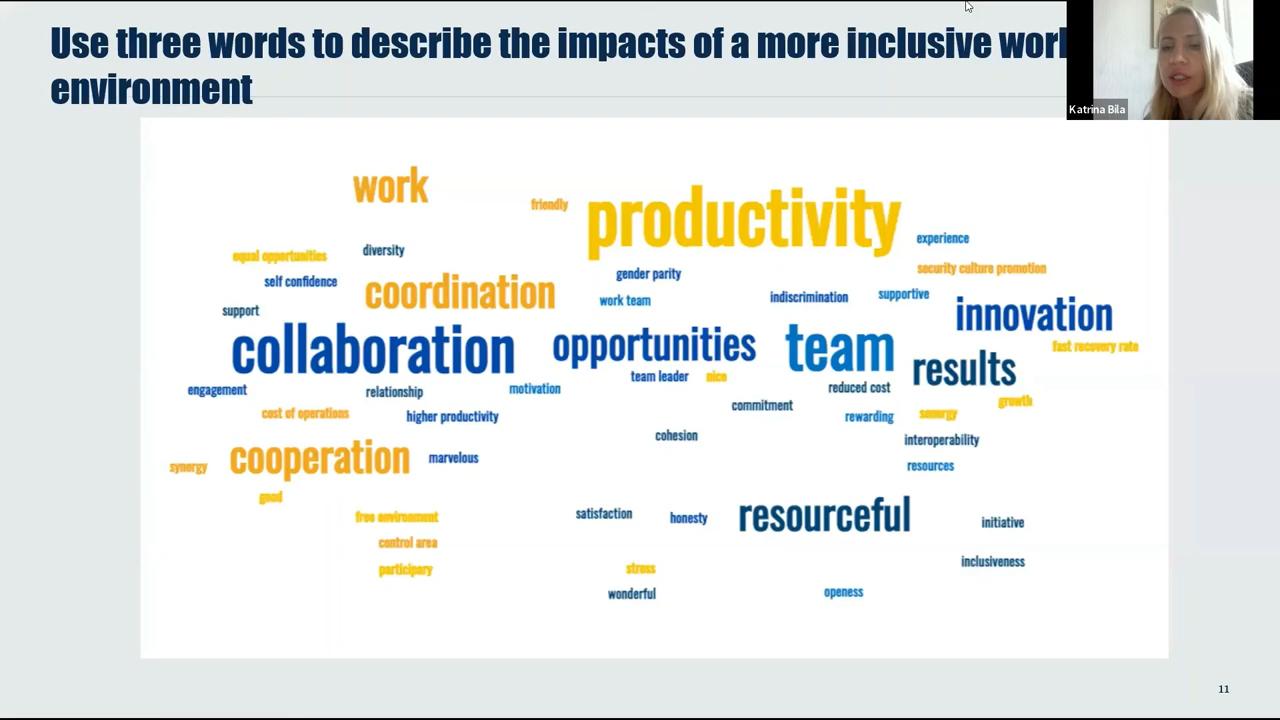 Use three words to describe the impacts of a more inclusive work
environment
Katrina Bila
work
friendly
productivity
experience
equal opportunities
diversity
security culture promotion
self confidence
coordination
gender parity
work team
indiscrimination
supportive
innovation
support
collaboration
opportunities
team
results
fast recovery rate
engagement
relationship
motivation
team leader
nice
reduced cost
commitment
cost of operations
higher productivity
rewarding
senergy
growth
cohesion
interoperability
synergy
cooperation
marvelous
resources
good
free environment
satisfaction
honesty
resourceful
initiative
control area
participary
stress
inclusiveness
wonderful
openess
11